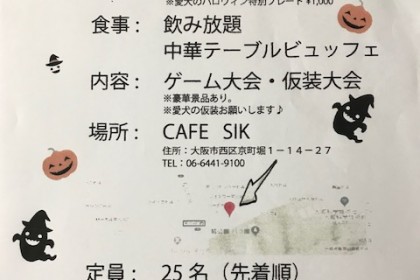 ※愛犬のハロウィン特別プレート¥1,000
食事： 飲み放題
中華テーブルビュッフェ
内容： ゲーム大会・仮装大会
※豪華景品あり。
※愛犬の仮装お願いします♪
場所： CAFE SIK
住所：大阪市西区京町堀1－14－27
TEL：06-6441-9100
定員： 25名（先着順）